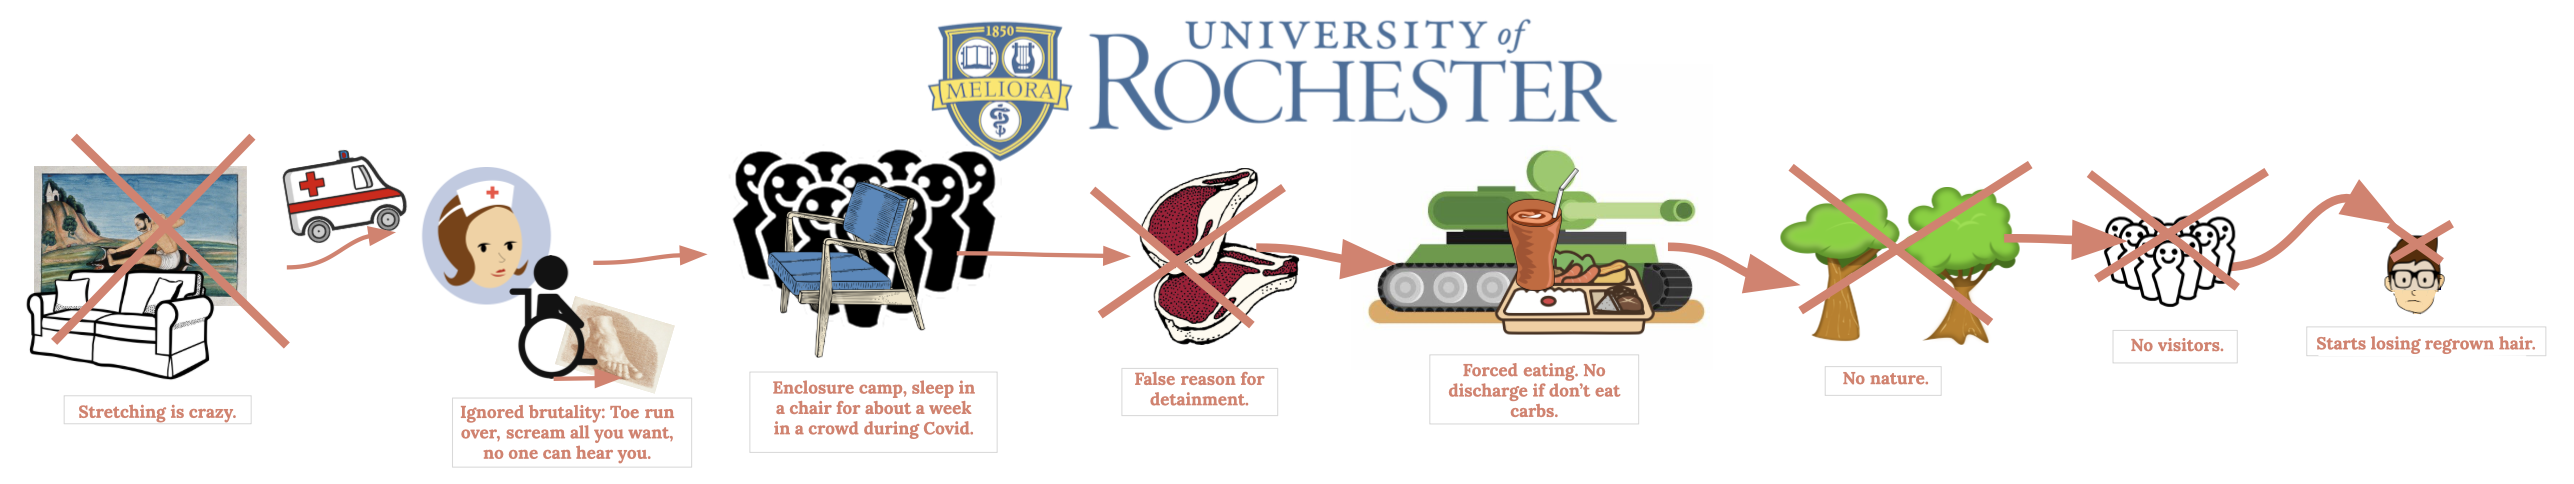 1850
MELIORA
UNIVERSITY of
ROCHESTER
Stretching is crazy.
Ignored brutality: Toe run
over, scream all you want,
no one can hear you.
Enclosure camp, sleep in
a chair for about a week
in a crowd during Covid.
False reason for
detainment.
Forced eating. No
discharge if don't eat
carbs.
No nature.
No visitors.
Starts losing regrown hair.